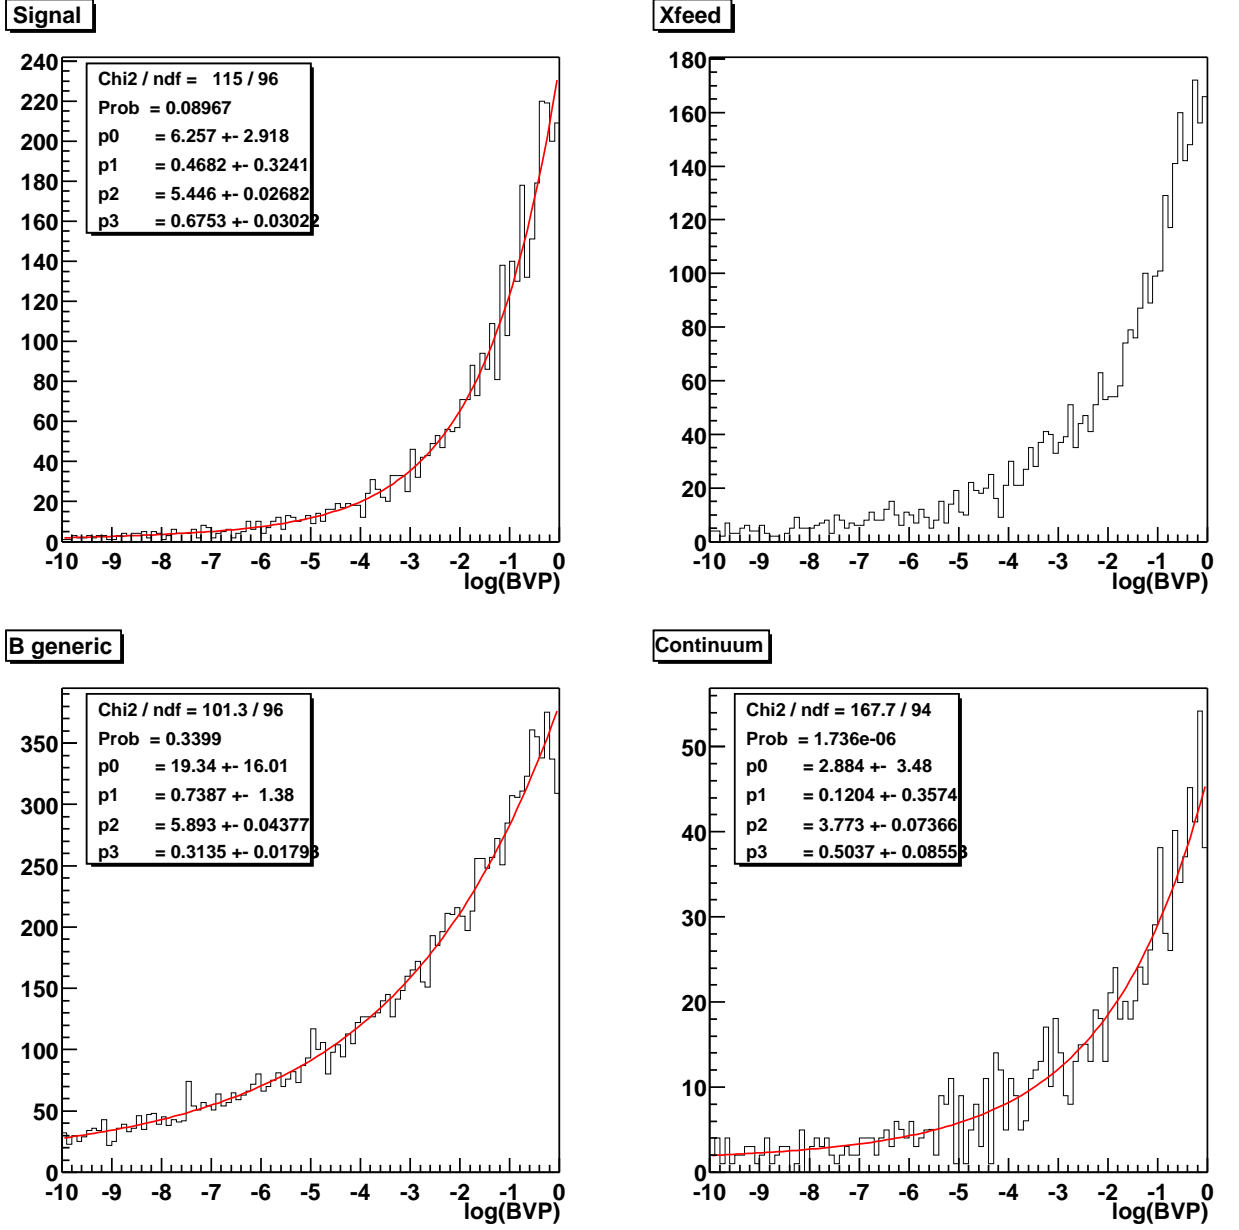 Signal
240
220
200
180
160
140
120
100
80
60
40
20
0
Chi2 / ndf = 115 / 96
Prob = 0.08967
p0 = 6.257 +- 2.918
p1 = 0.4682 +- 0.3241
p2 = 5.446 +- 0.02682
p3 = 0.6753 +- 0.03022
-10 -9 -8 -7 -6 -5 -4 -3 -2 -1 0
log(BVP)
Xfeed
180
160
140
120
100
80
60
40
20
0
-10 -9 -8 -7 -6 -5 -4 -3 -2 -1 0
log(BVP)
B generic
350
300
250
200
150
100
50
0
Chi2 / ndf = 101.3 / 96
Prob = 0.3399
p0 = 19.34 +- 16.01
p1 = 0.7387 +- 1.38
p2 = 5.893 +- 0.04377
p3 = 0.3135 +- 0.01793
-10 -9 -8 -7 -6 -5 -4 -3 -2 -1 0
log(BVP)
Continuum
50
40
30
20
10
0
Chi2 / ndf = 167.7 / 94
Prob = 1.736e-06
p0 = 2.884 +- 3.48
p1 = 0.1204 +- 0.3574
p2 = 3.773 +- 0.07366
p3 = 0.5037 +- 0.08553
-10 -9 -8 -7 -6 -5 -4 -3 -2 -1 0
log(BVP)